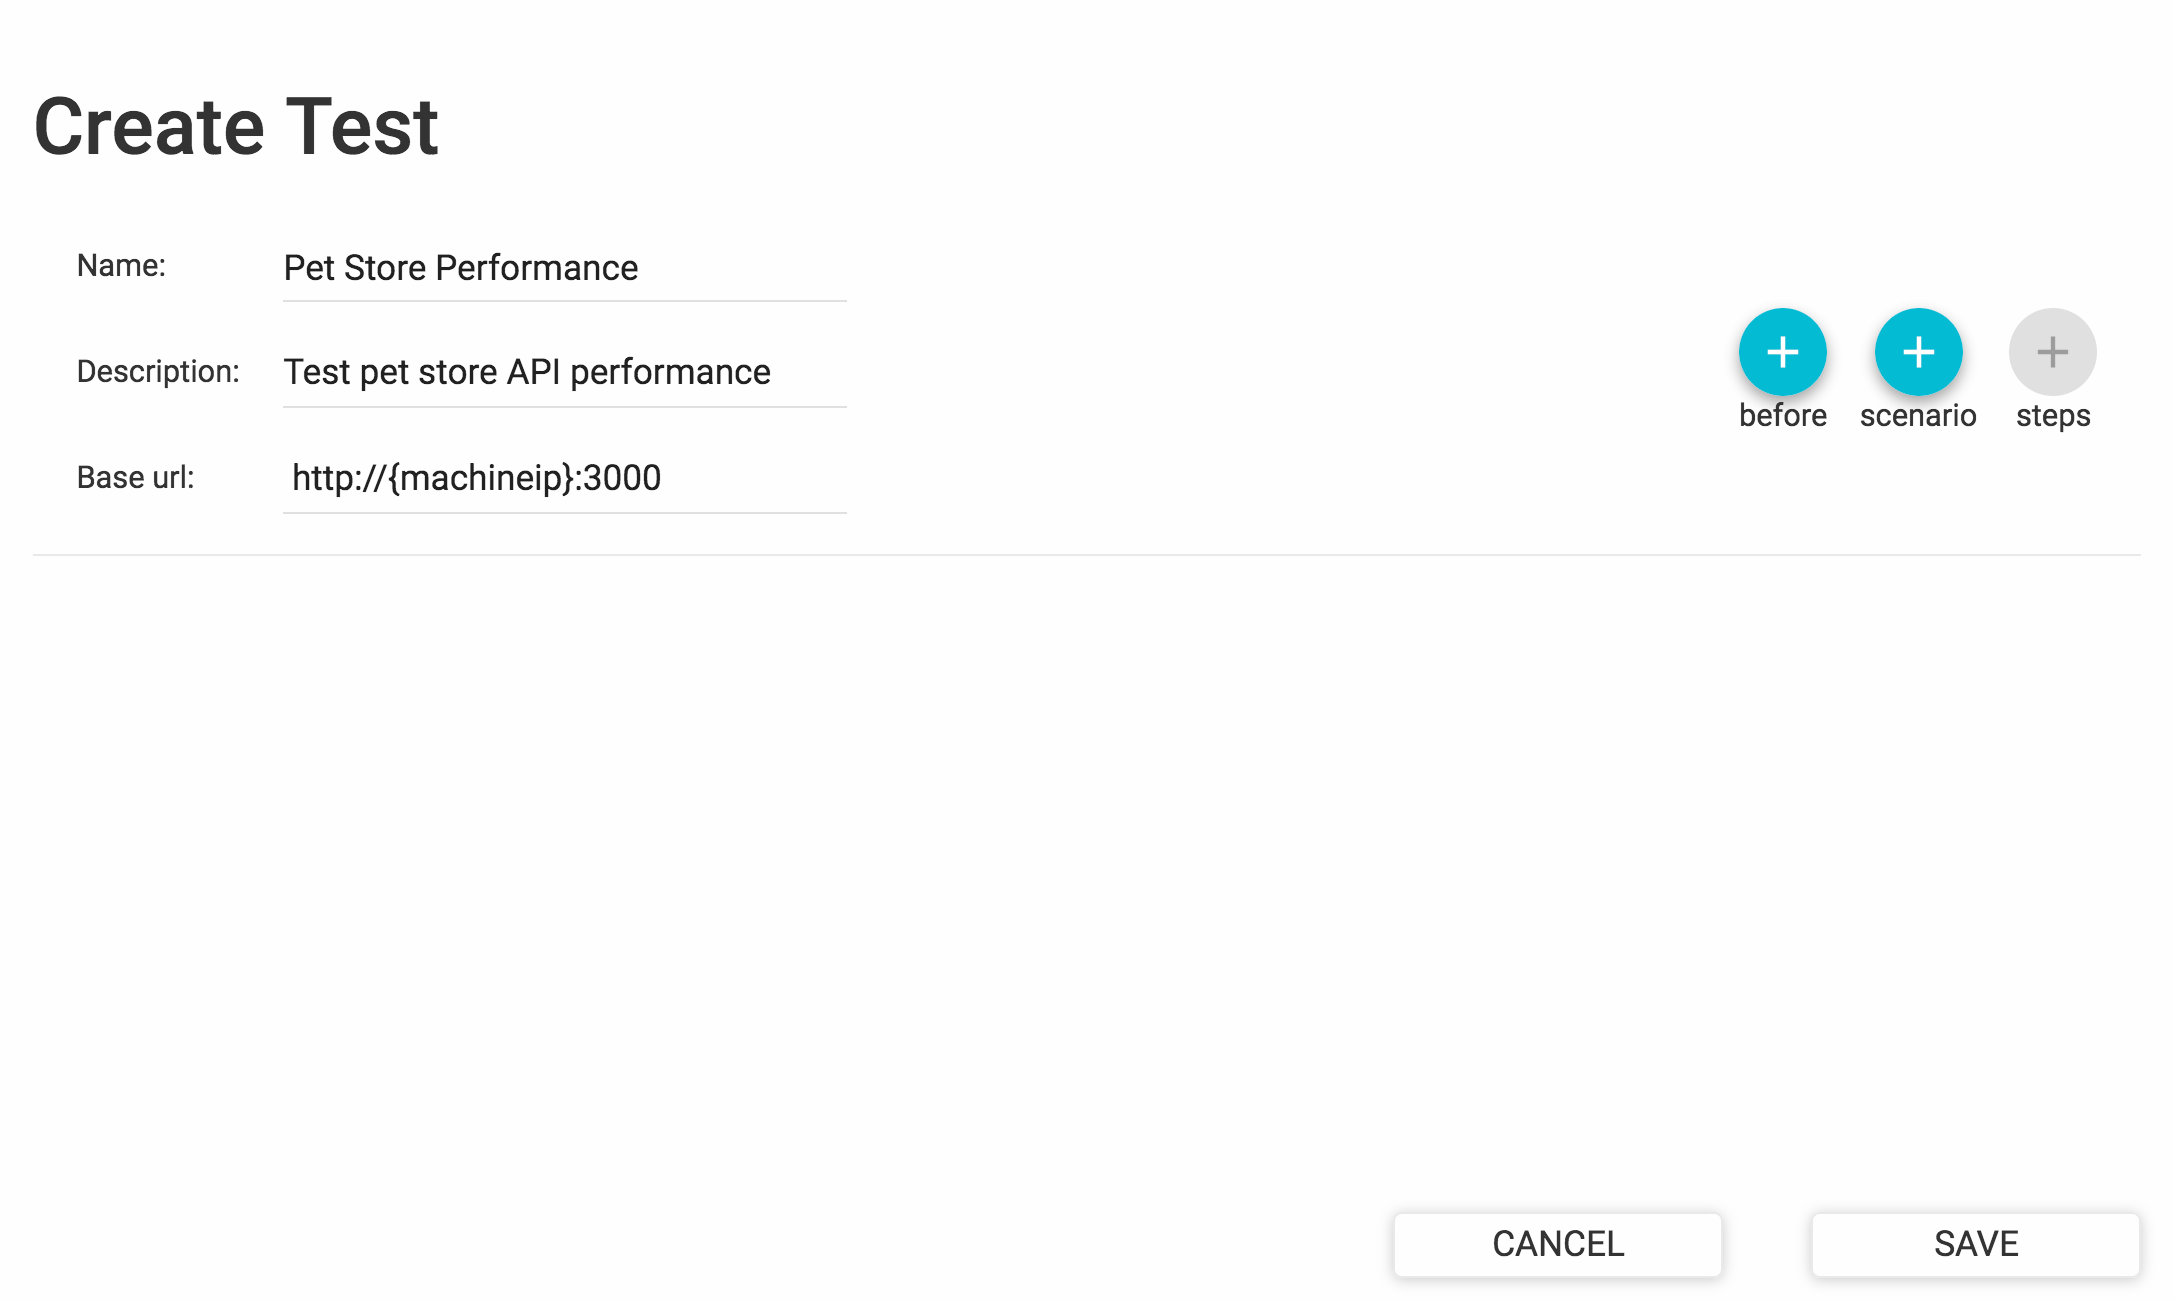 Create Test
Name: Pet Store Performance
Description: Test pet store API performance
before scenario steps
Base url: http://{machineip}:3000
CANCEL SAVE